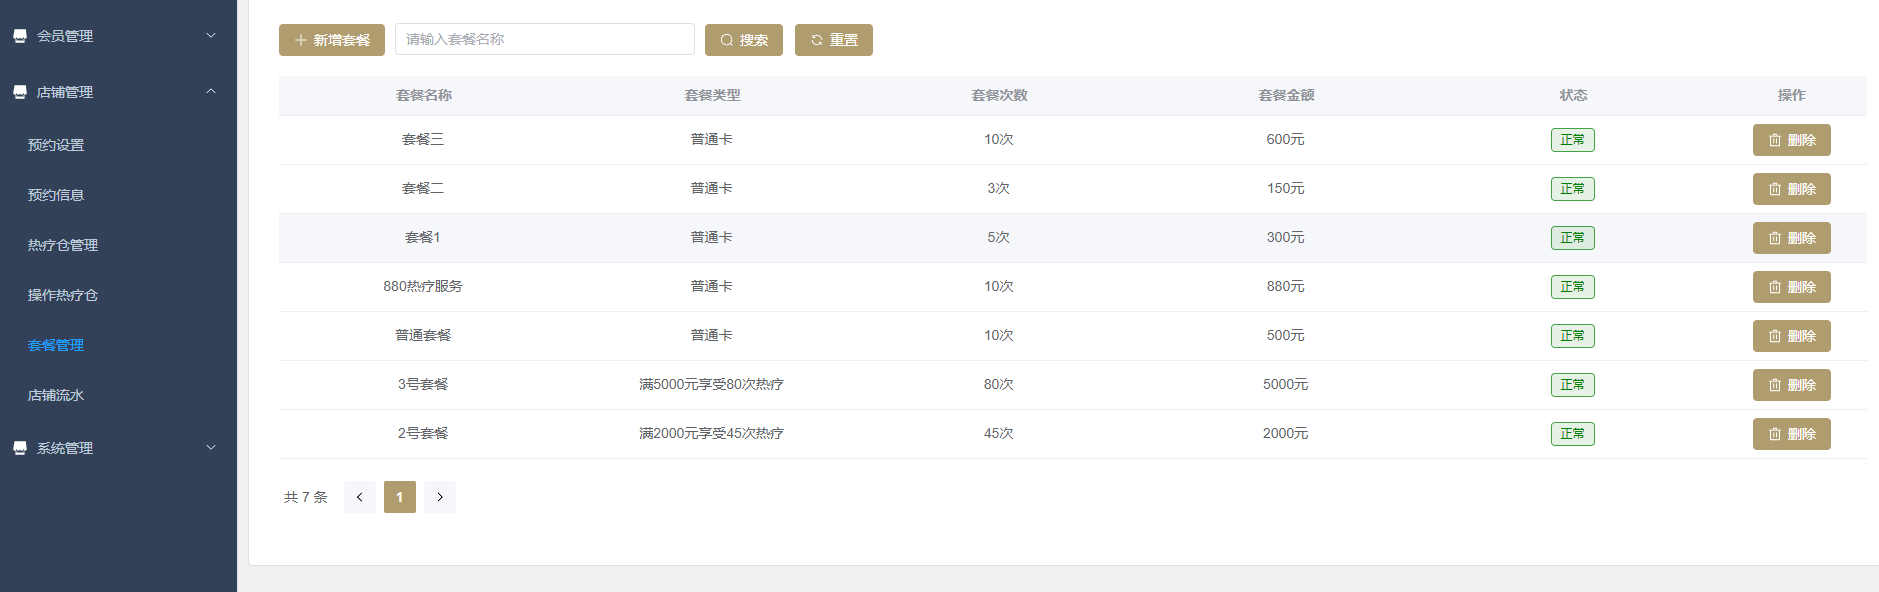 会员管理
店铺管理
预约设置
预约信息
热疗仓管理
操作热疗仓
套餐管理
店铺流水
系统管理
新增套餐 请输入套餐名称 搜索 重置
套餐名称 套餐类型 套餐次数 套餐金额 状态 操作
套餐三 普通卡 10次 600元 正常 删除
套餐二 普通卡 3次 150元 正常 删除
套餐1 普通卡 5次 300元 正常 删除
880热疗服务 普通卡 10次 880元 正常 删除
普通套餐 普通卡 10次 500元 正常 删除
3号套餐 满5000元享受80次热疗 80次 5000元 正常 删除
2号套餐 满2000元享受45次热疗 45次 2000元 正常 删除
共 7 条 1